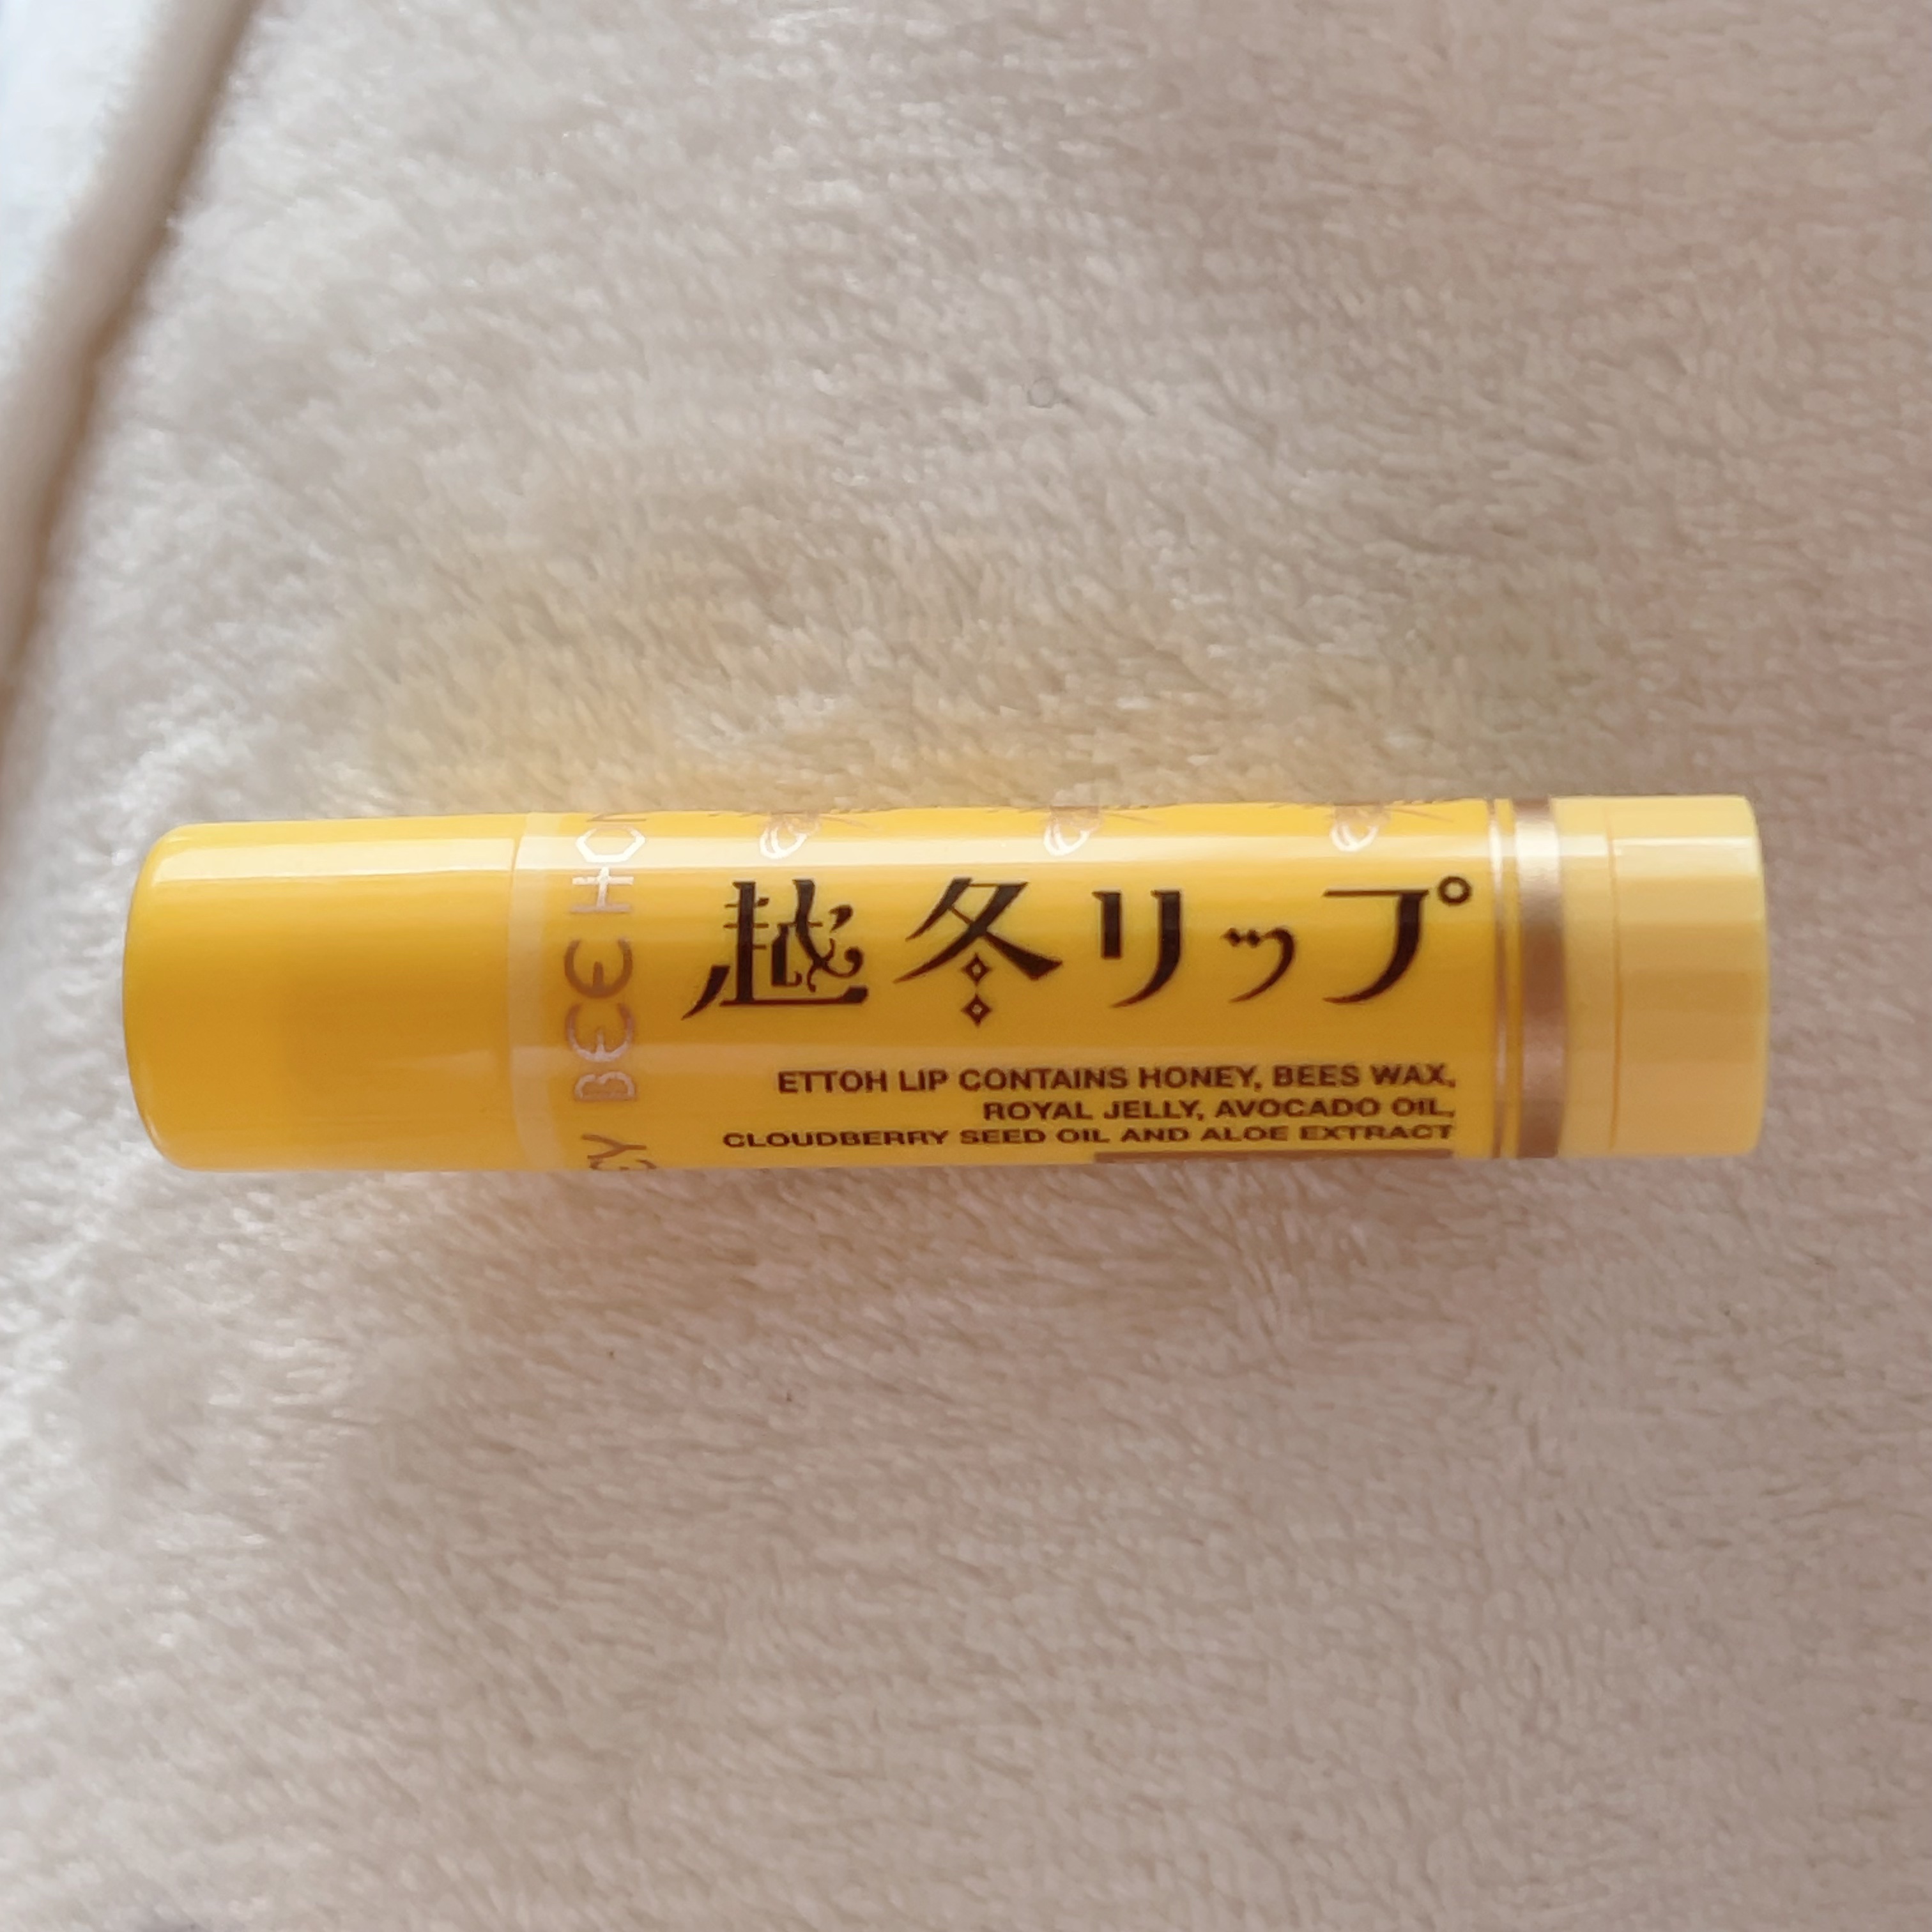 越冬リップ
ETTOH LIP CONTAINS HONEY, BEES WAX,
ROYAL JELLY, AVOCADO OIL,
CLOUDBERRY SEED OIL AND ALOE EXTRACT
BEE